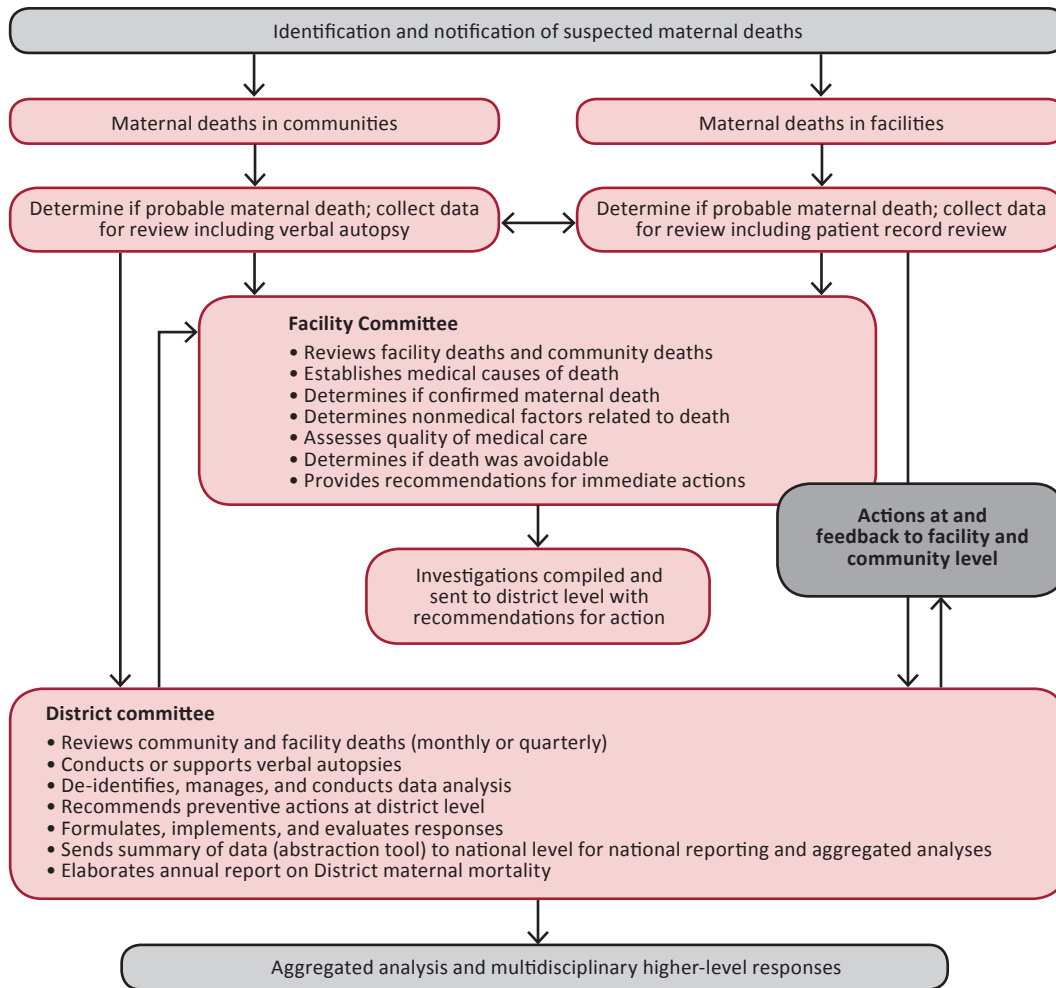 Identification and notification of suspected maternal deaths
Maternal deaths in communities
Maternal deaths in facilities
Determine if probable maternal death; collect data
for review including verbal autopsy
Determine if probable maternal death; collect data
for review including patient record review
Facility Committee
• Reviews facility deaths and community deaths
• Establishes medical causes of death
• Determines if confirmed maternal death
• Determines nonmedical factors related to death
• Assesses quality of medical care
• Determines if death was avoidable
• Provides recommendations for immediate actions
Actions at and
feedback to facility and
community level
Investigations compiled and
sent to district level with
recommendations for action
District committee
• Reviews community and facility deaths (monthly or quarterly)
• Conducts or supports verbal autopsies
• De-identifies, manages, and conducts data analysis
• Recommends preventive actions at district level
• Formulates, implements, and evaluates responses
• Sends summary of data (abstraction tool) to national level for national reporting and aggregated analyses
• Elaborates annual report on District maternal mortality
Aggregated analysis and multidisciplinary higher-level responses